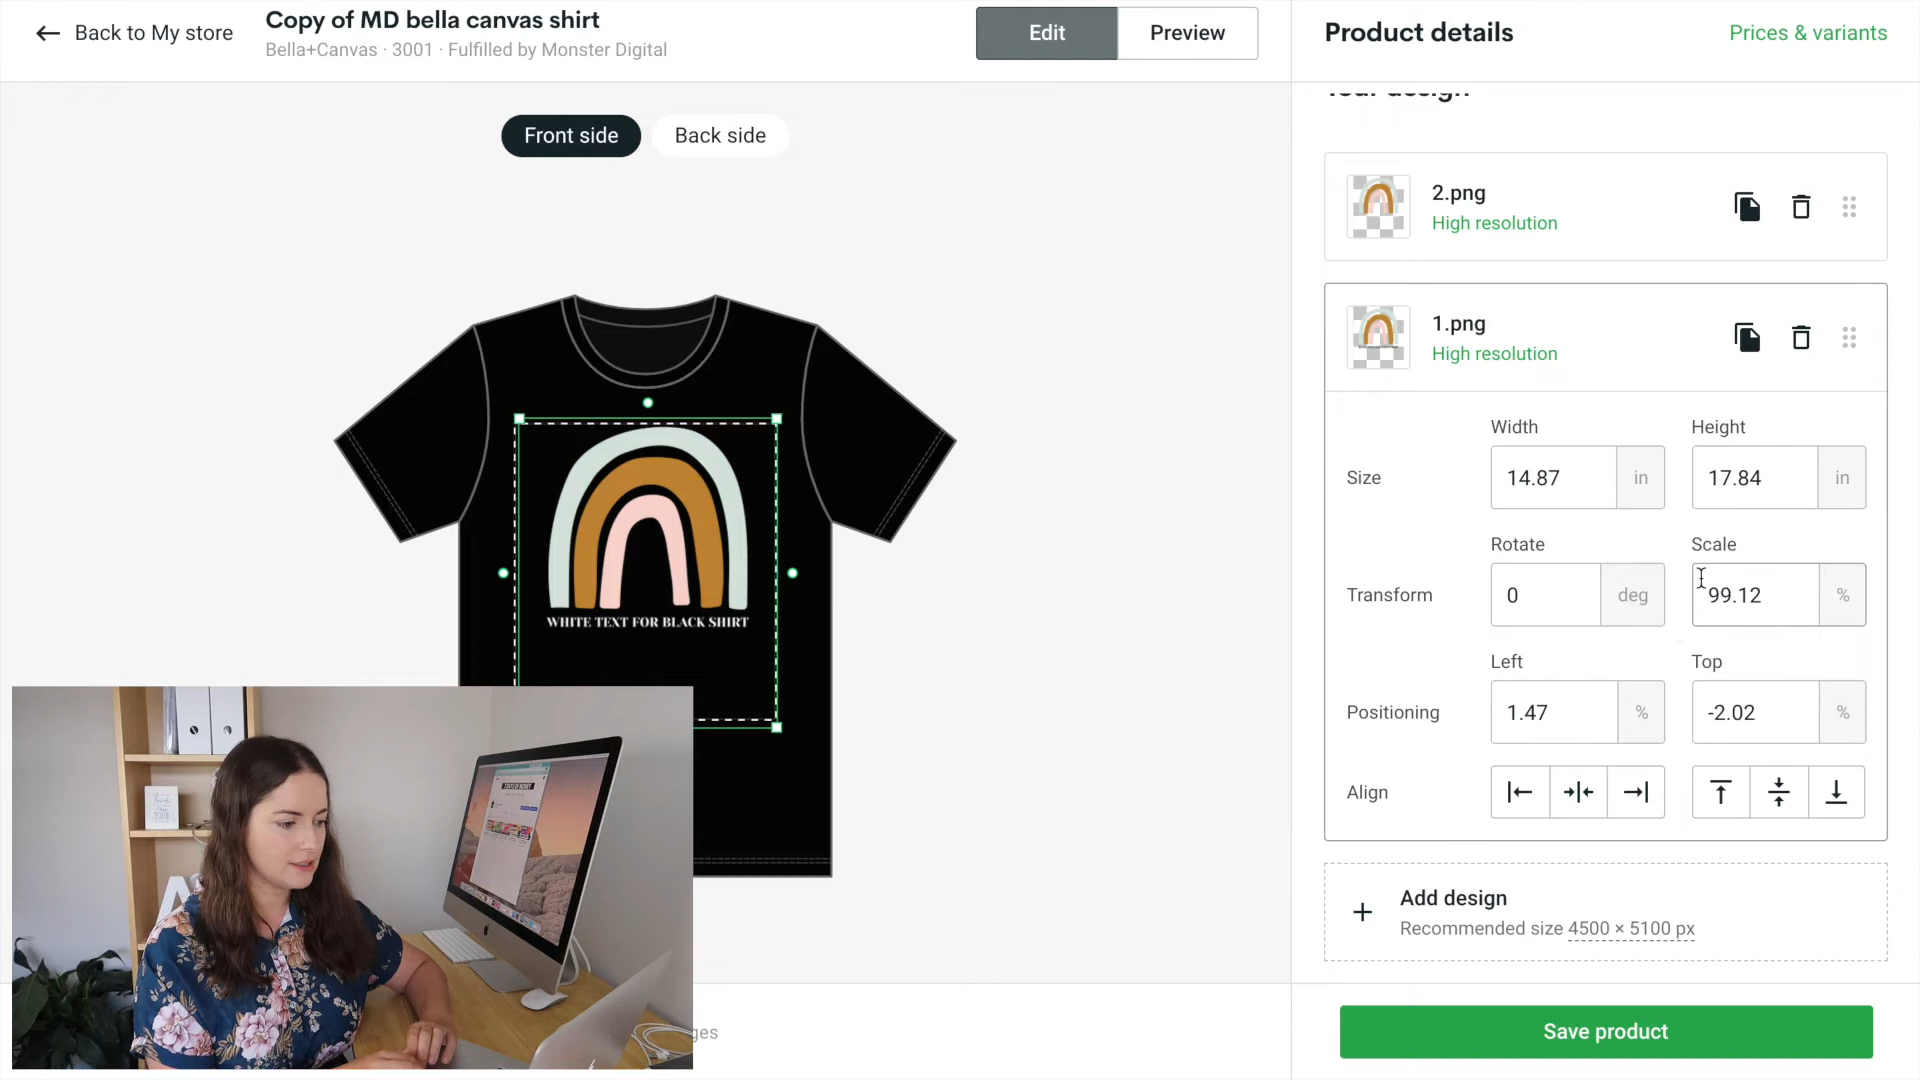 Back to My store
Copy of MD bella canvas shirt
Bella+Canvas · 3001 · Fulfilled by Monster Digital
Edit
Preview
Product details
Prices & variants
Your design
Front side
Back side
2.png
High resolution
1.png
High resolution
Width
Height
Size
14.87
in
17.84
in
Rotate
Scale
Transform
0
deg
99.12
%
Left
Top
Positioning
1.47
%
-2.02
%
Align
WHITE TEXT FOR BLACK SHIRT
Add design
Recommended size 4500 × 5100 px
Save product